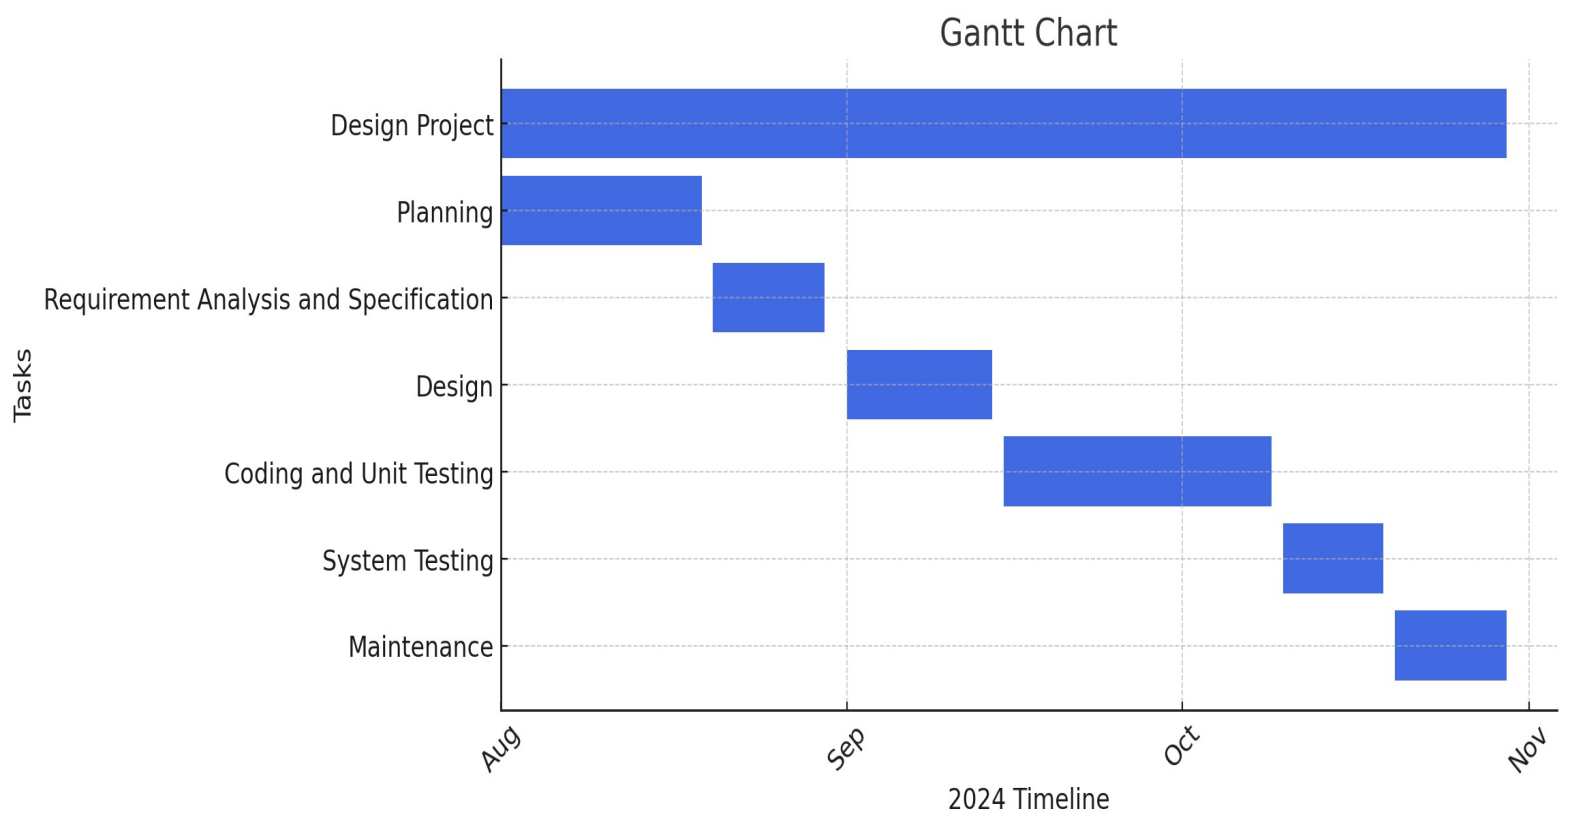 Gantt Chart
Design Project
Planning
Requirement Analysis and Specification
Design
Coding and Unit Testing
System Testing
Maintenance
Tasks
Aug
Sep
Oct
Nov
2024 Timeline